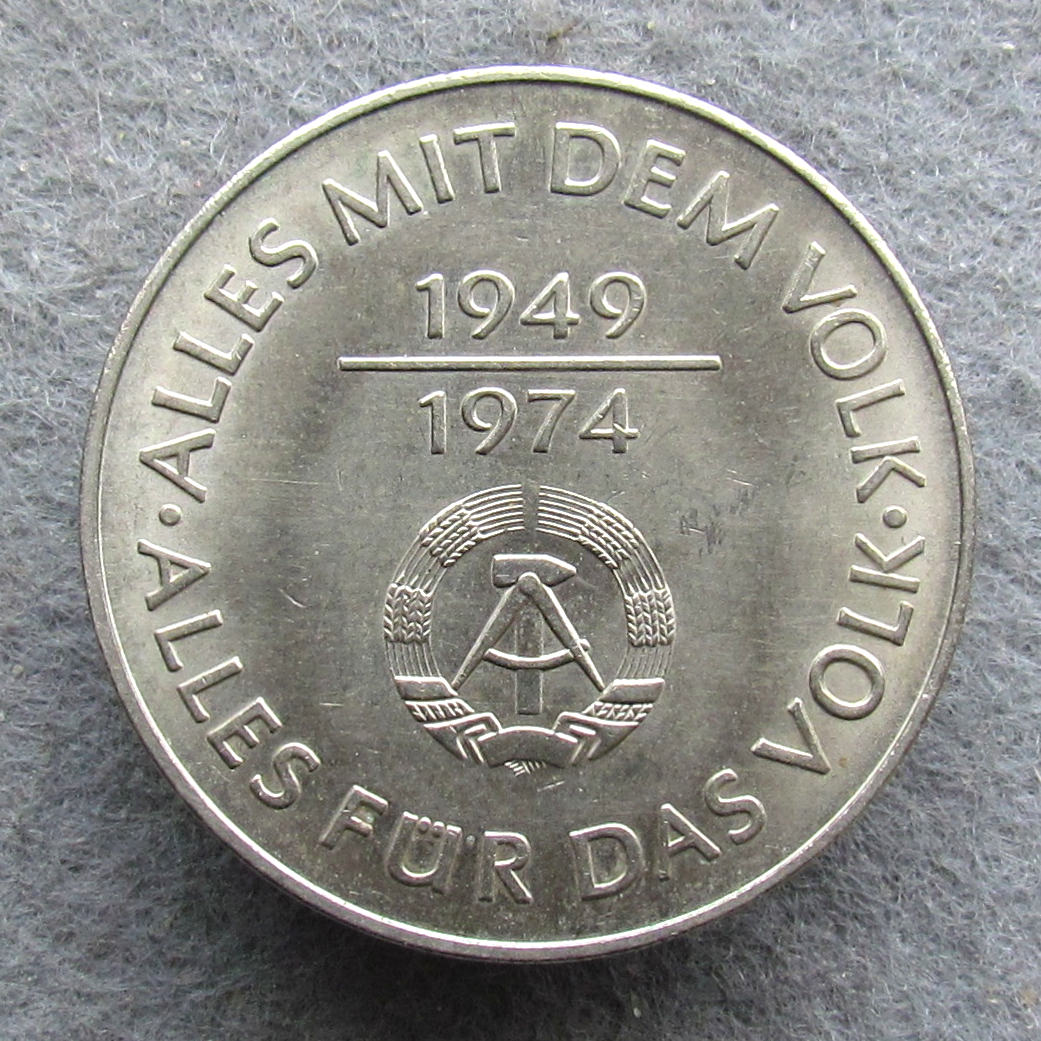 ALLES MIT DEM VOLK
1949
1974
ALLES FÜR DAS VOLK